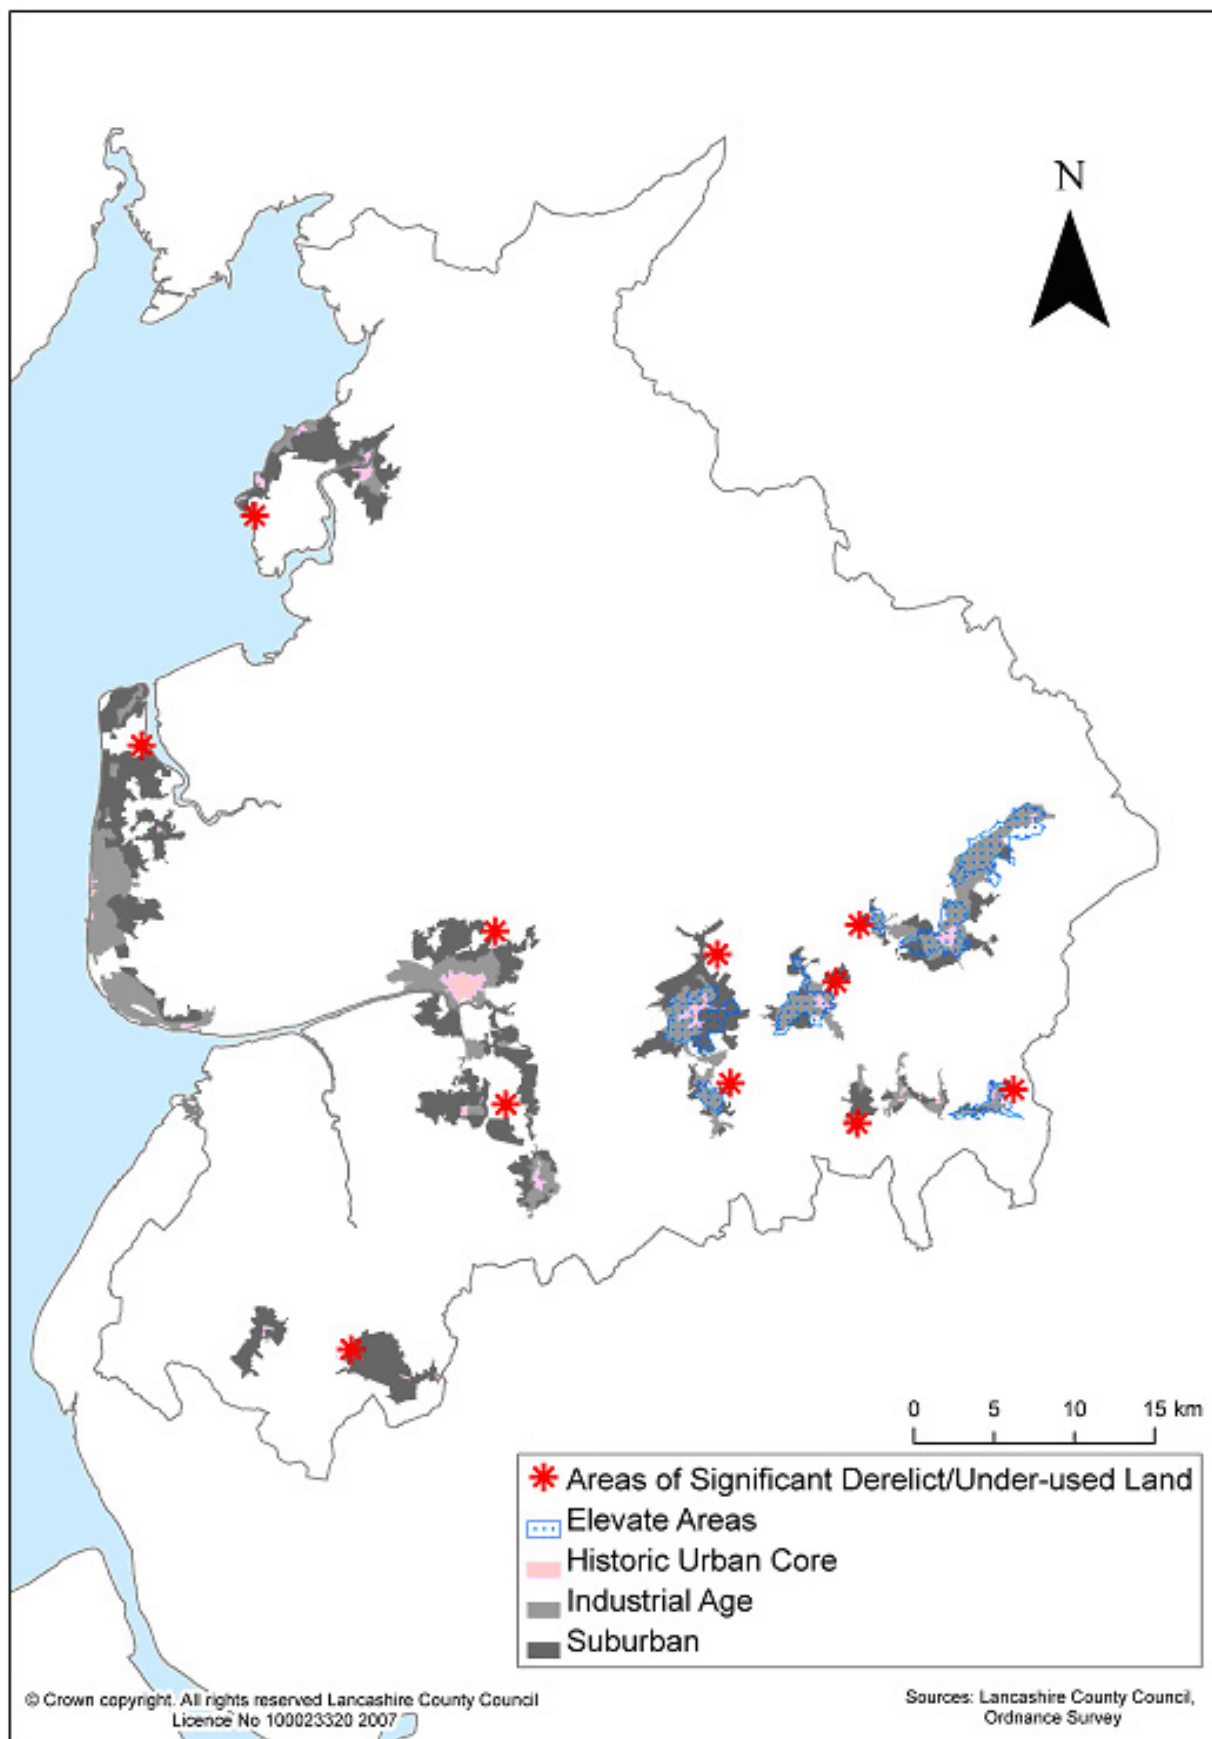 N
0 5 10 15 km
Areas of Significant Derelict/Under-used Land
Elevate Areas
Historic Urban Core
Industrial Age
Suburban
© Crown copyright. All rights reserved Lancashire County Council
Licence No 100023320 2007
Sources: Lancashire County Council,
Ordnance Survey